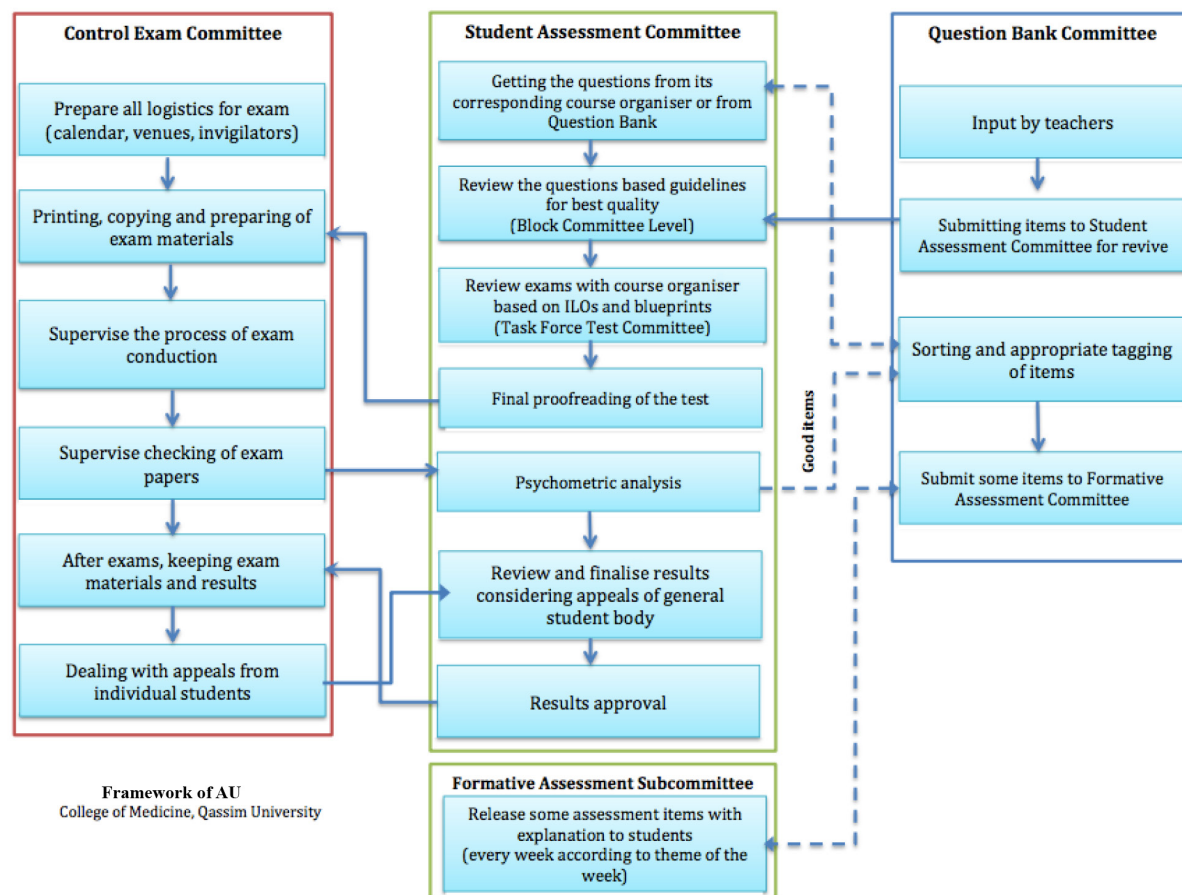 Control Exam Committee
Prepare all logistics for exam
(calendar, venues, invigilators)
Printing, copying and preparing of
exam materials
Supervise the process of exam
conduction
Supervise checking of exam
papers
After exams, keeping exam
materials and results
Dealing with appeals from
individual students
Framework of AU
College of Medicine, Qassim University
Student Assessment Committee
Getting the questions from its
corresponding course organiser or from
Question Bank
Review the questions based guidelines
for best quality
(Block Committee Level)
Review exams with course organiser
based on ILOs and blueprints
(Task Force Test Committee)
Final proofreading of the test
Psychometric analysis
Review and finalise results
considering appeals of general
student body
Results approval
Formative Assessment Subcommittee
Release some assessment items with
explanation to students
(every week according to theme of the
week)
Good items
Question Bank Committee
Input by teachers
Submitting items to Student
Assessment Committee for revive
Sorting and appropriate tagging
of items
Submit some items to Formative
Assessment Committee